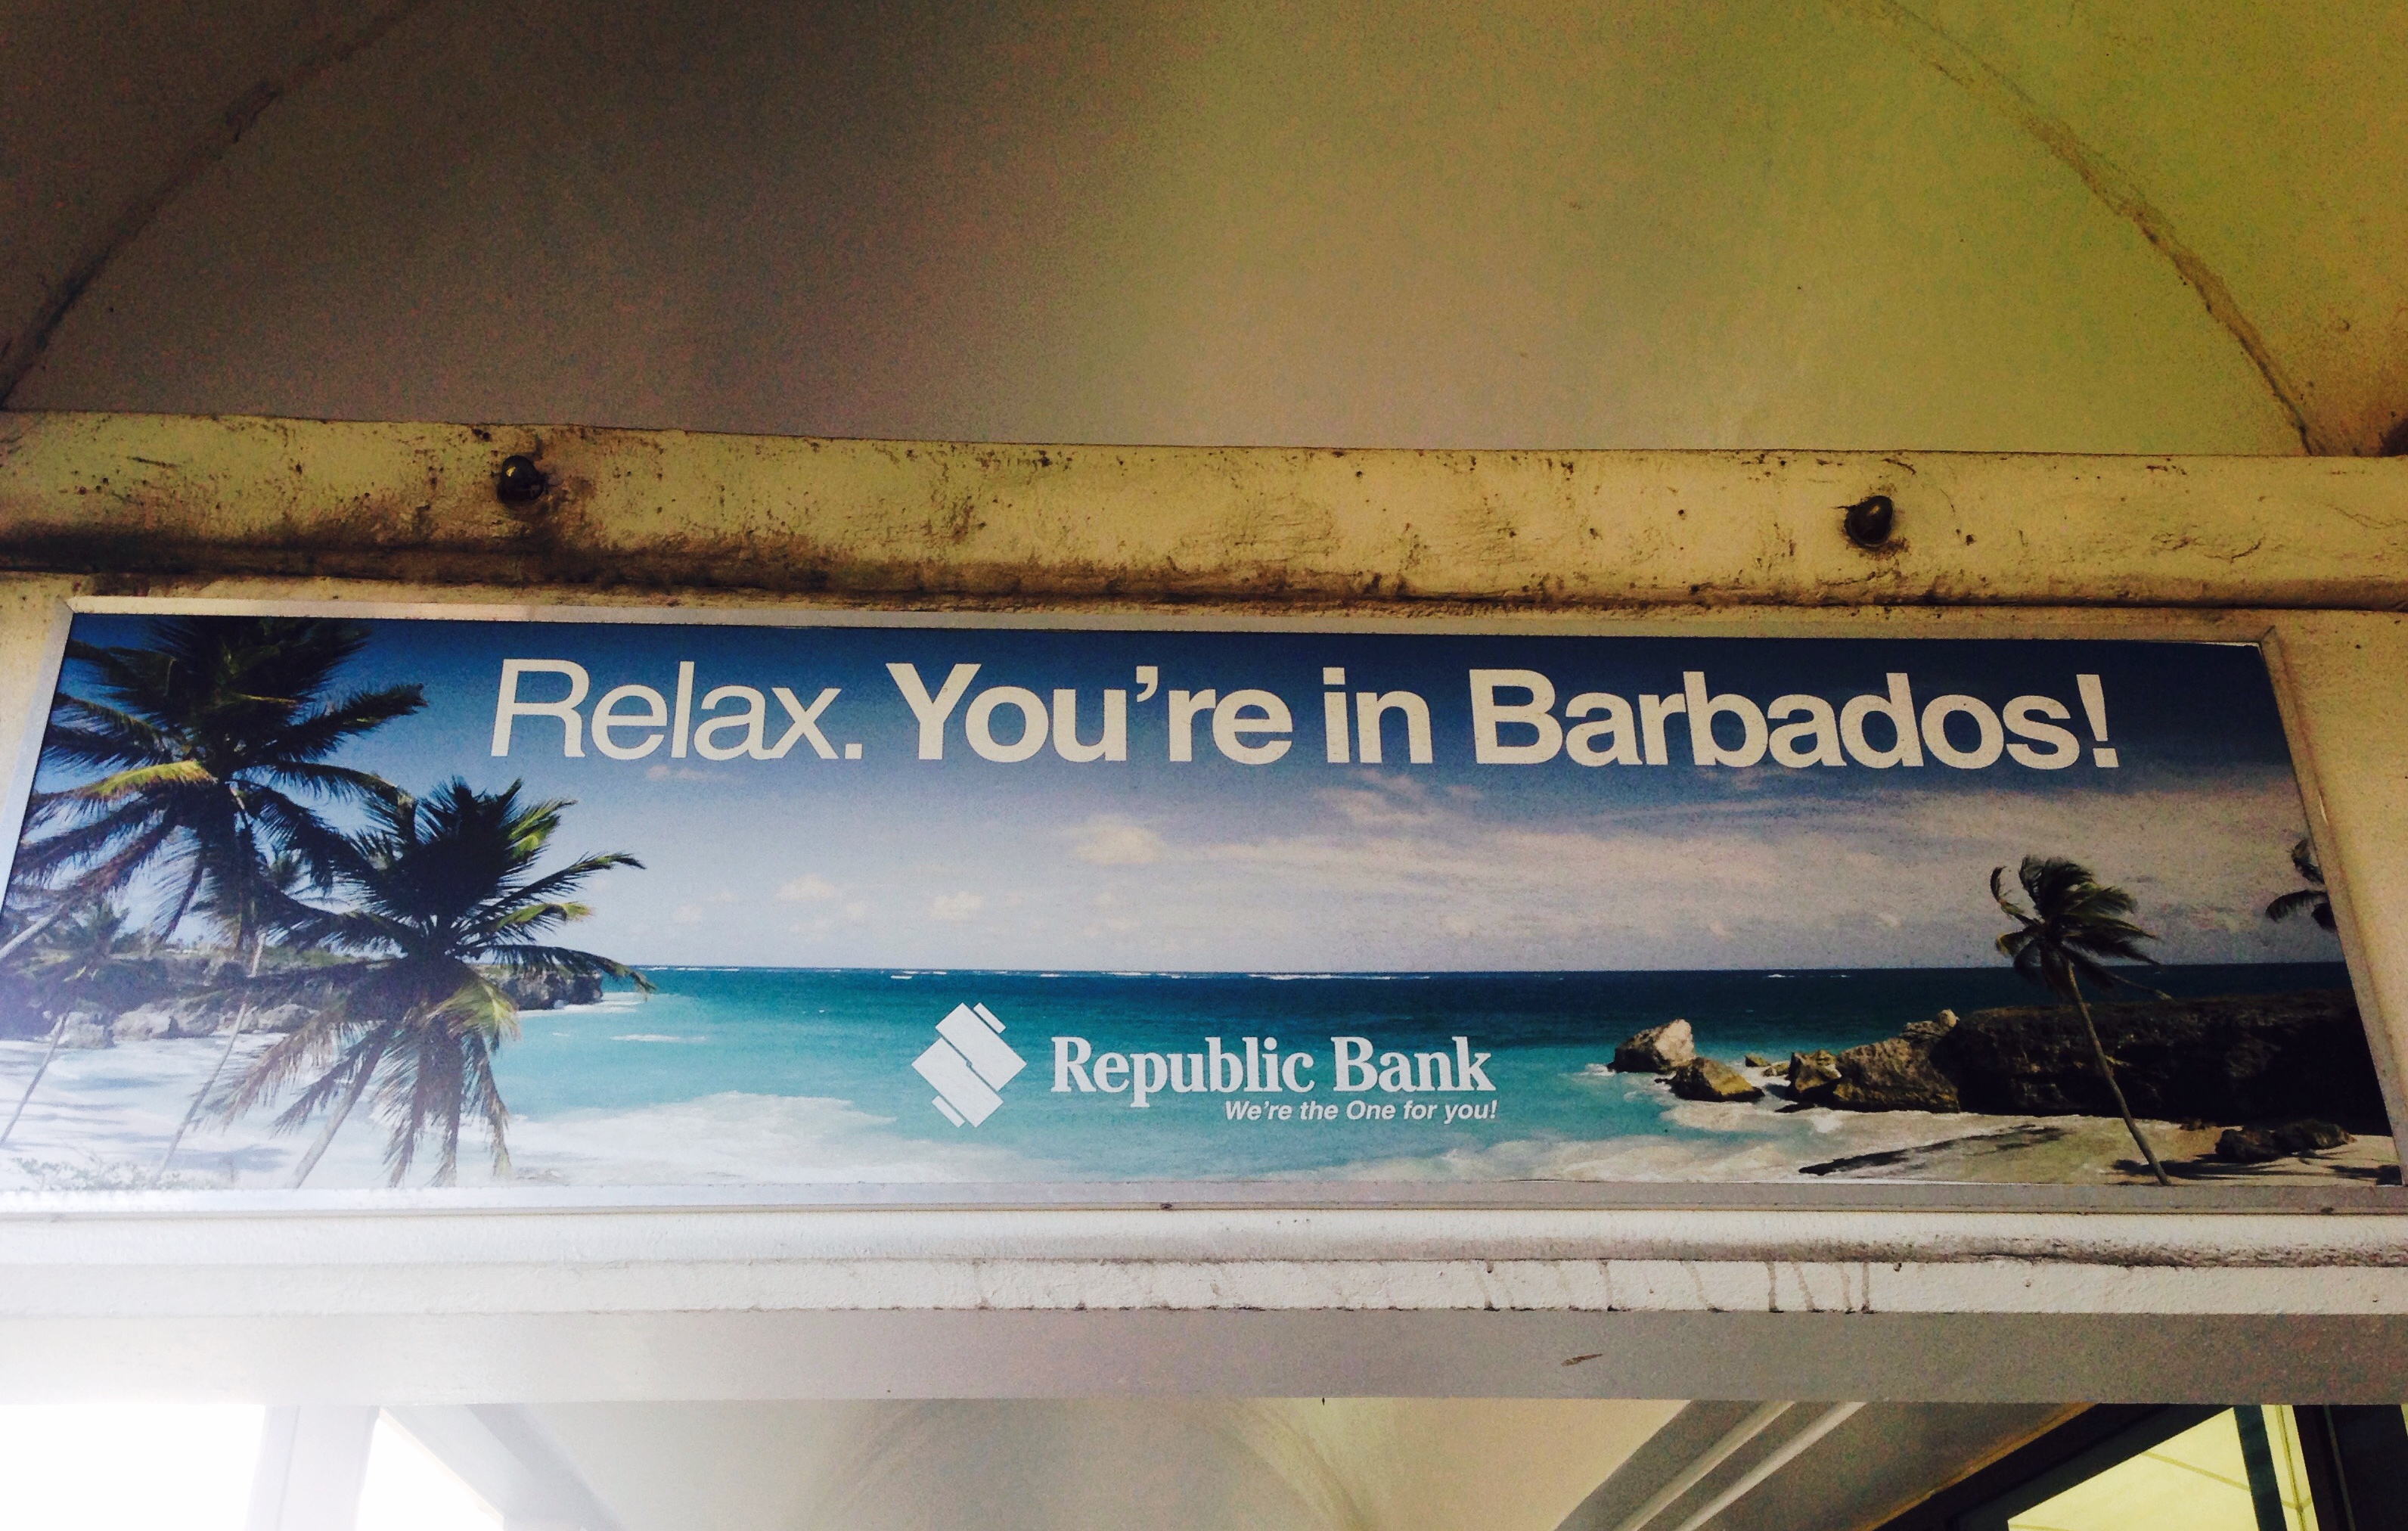 Relax. You're in Barbados!
Republic Bank
We're the One for you!